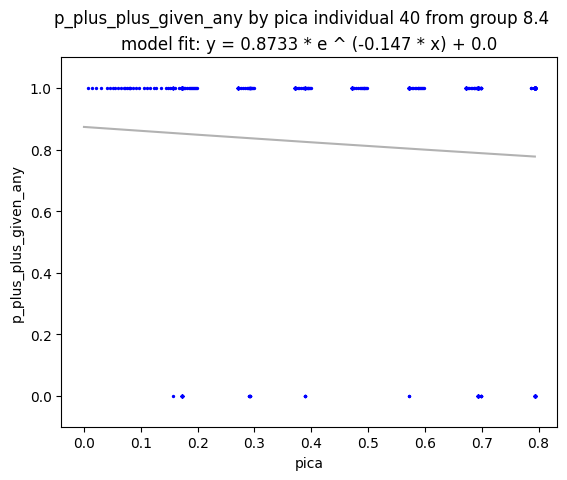 p_plus_plus_given_any by pica individual 40 from group 8.4
model fit: y = 0.8733 * e ^ (-0.147 * x) + 0.0
1.0
0.8
0.6
0.4
0.2
0.0
p_plus_plus_given_any
0.0 0.1 0.2 0.3 0.4 0.5 0.6 0.7 0.8
pica